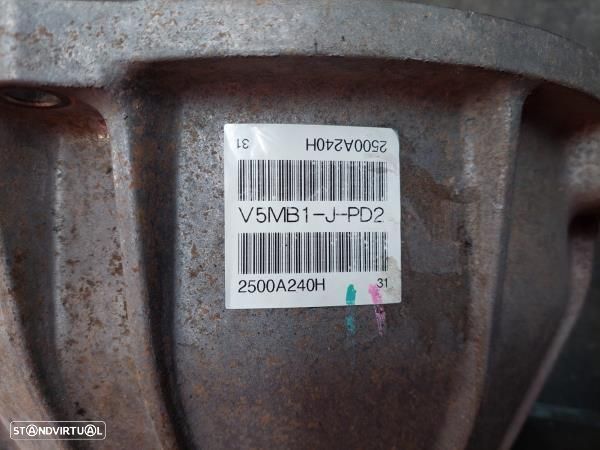 31 2500A240H
V5MB1-J-PD2
2500A240H 31
STANDVIRTUAL